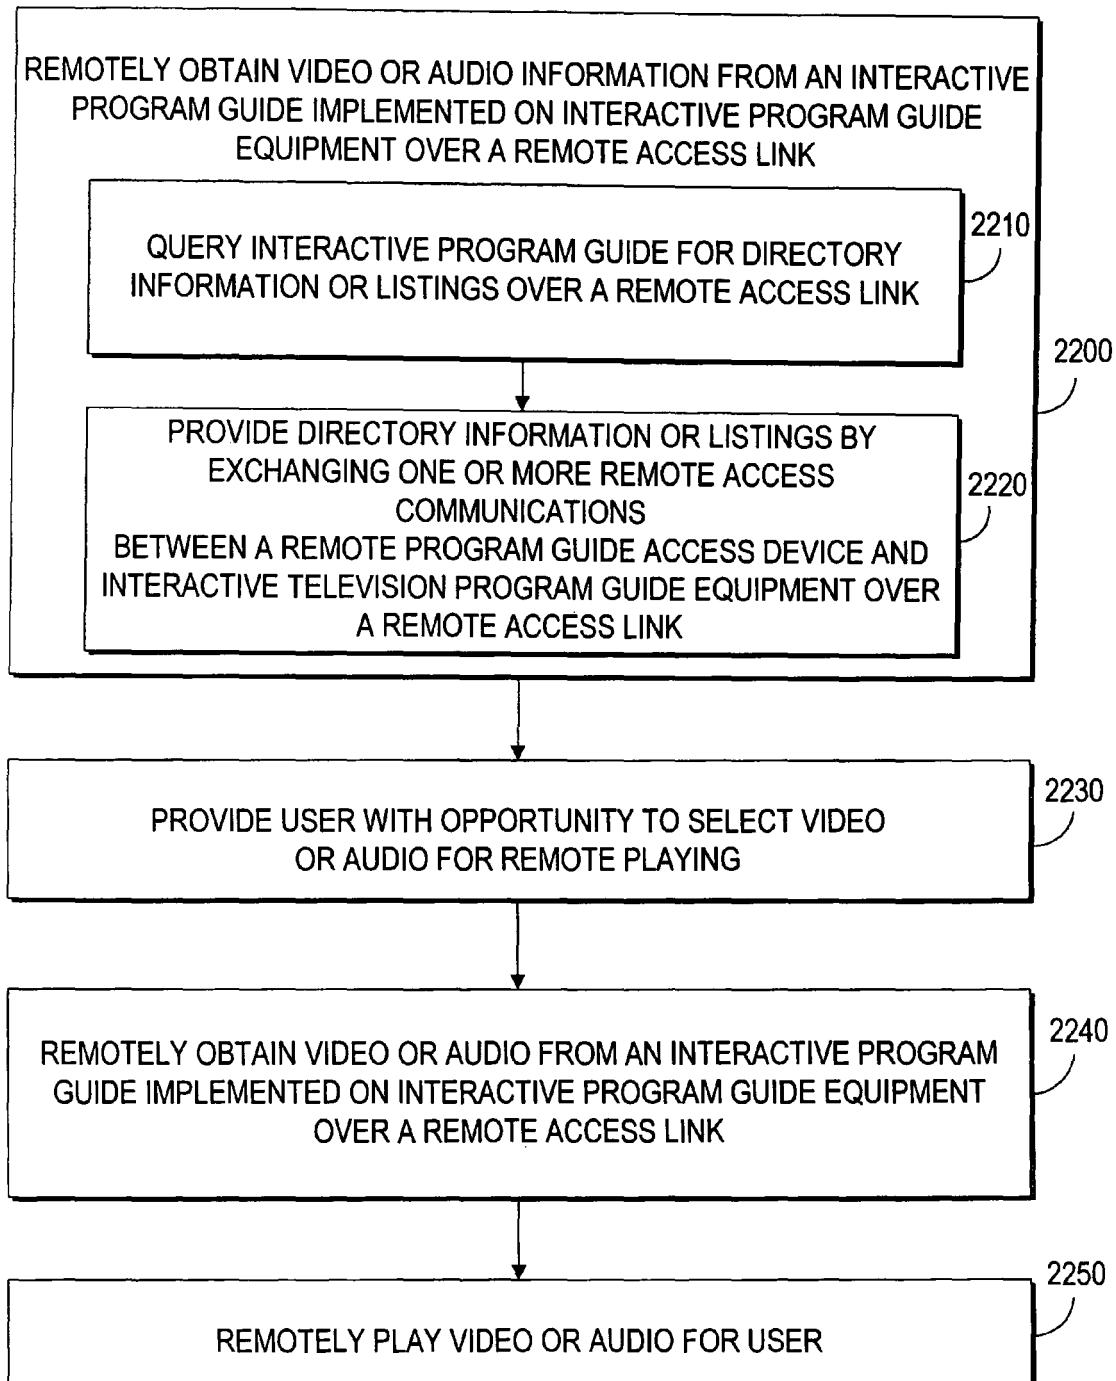 REMOTELY OBTAIN VIDEO OR AUDIO INFORMATION FROM AN INTERACTIVE
PROGRAM GUIDE IMPLEMENTED ON INTERACTIVE PROGRAM GUIDE
EQUIPMENT OVER A REMOTE ACCESS LINK
2210
QUERY INTERACTIVE PROGRAM GUIDE FOR DIRECTORY
INFORMATION OR LISTINGS OVER A REMOTE ACCESS LINK
2200
PROVIDE DIRECTORY INFORMATION OR LISTINGS BY
EXCHANGING ONE OR MORE REMOTE ACCESS
COMMUNICATIONS
2220
BETWEEN A REMOTE PROGRAM GUIDE ACCESS DEVICE AND
INTERACTIVE TELEVISION PROGRAM GUIDE EQUIPMENT OVER
A REMOTE ACCESS LINK
2230
PROVIDE USER WITH OPPORTUNITY TO SELECT VIDEO
OR AUDIO FOR REMOTE PLAYING
2240
REMOTELY OBTAIN VIDEO OR AUDIO FROM AN INTERACTIVE PROGRAM
GUIDE IMPLEMENTED ON INTERACTIVE PROGRAM GUIDE EQUIPMENT
OVER A REMOTE ACCESS LINK
2250
REMOTELY PLAY VIDEO OR AUDIO FOR USER